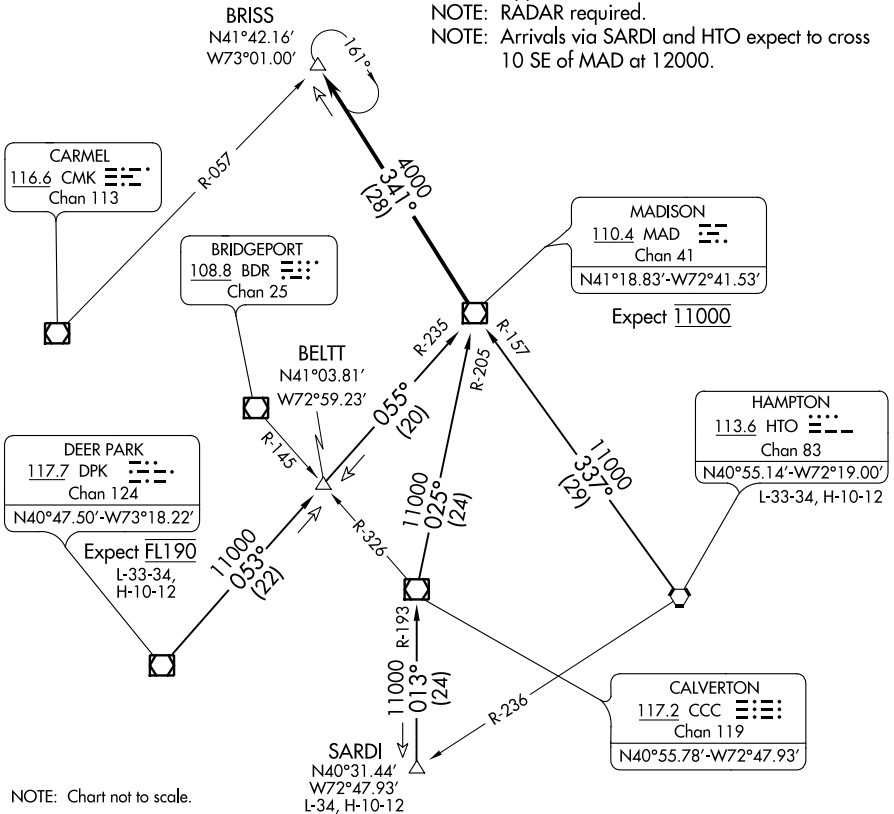 NOTE: RADAR required.
NOTE: Arrivals via SARDI and HTO expect to cross
10 SE of MAD at 12000.
BRISS
N41°42.16'
W73°01.00'
161°
CARMEL
116.6 CMK
Chan 113
R-057
4000
341°
(28)
MADISON
110.4 MAD
Chan 41
N41°18.83'-W72°41.53'
Expect 11000
BRIDGEPORT
108.8 BDR
Chan 25
R-235
R-205
R-157
BELTT
N41°03.81'
W72°59.23'
055°
(20)
R-145
HAMPTON
113.6 HTO
Chan 83
N40°55.14'-W72°19.00'
L-33-34, H-10-12
DEER PARK
117.7 DPK
Chan 124
N40°47.50'-W73°18.22'
Expect FL190
L-33-34,
H-10-12
11000
053°
(22)
R-326
11000
025°
(24)
11000
337°
(29)
R-193
11000
013°
(24)
R-236
CALVERTON
117.2 CCC
Chan 119
N40°55.78'-W72°47.93'
SARDI
N40°31.44'
W72°47.93'
L-34, H-10-12
NOTE: Chart not to scale.